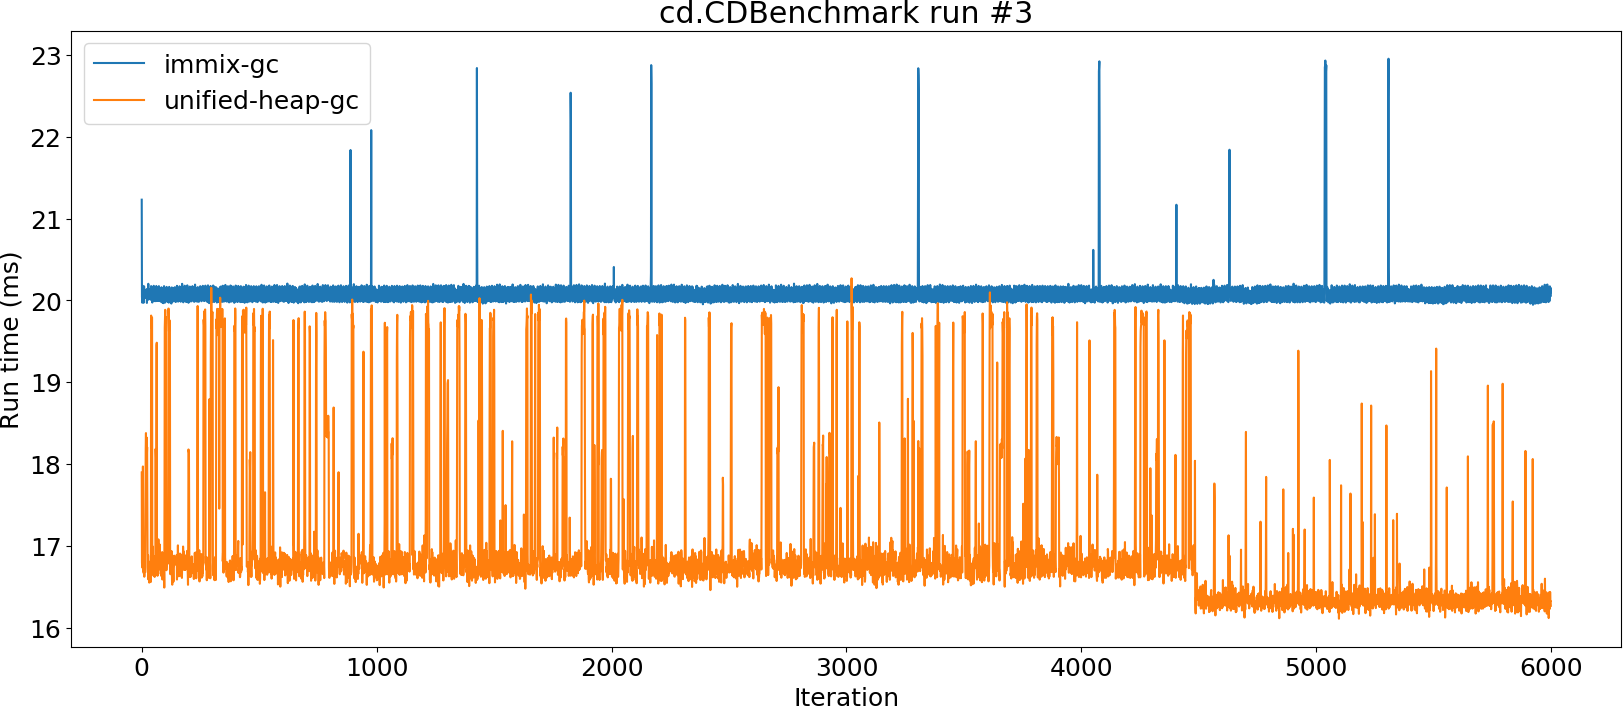 cd.CDBenchmark run #3
immix-gc
unified-heap-gc
Run time (ms)
23
22
21
20
19
18
17
16
0 1000 2000 3000 4000 5000 6000
Iteration